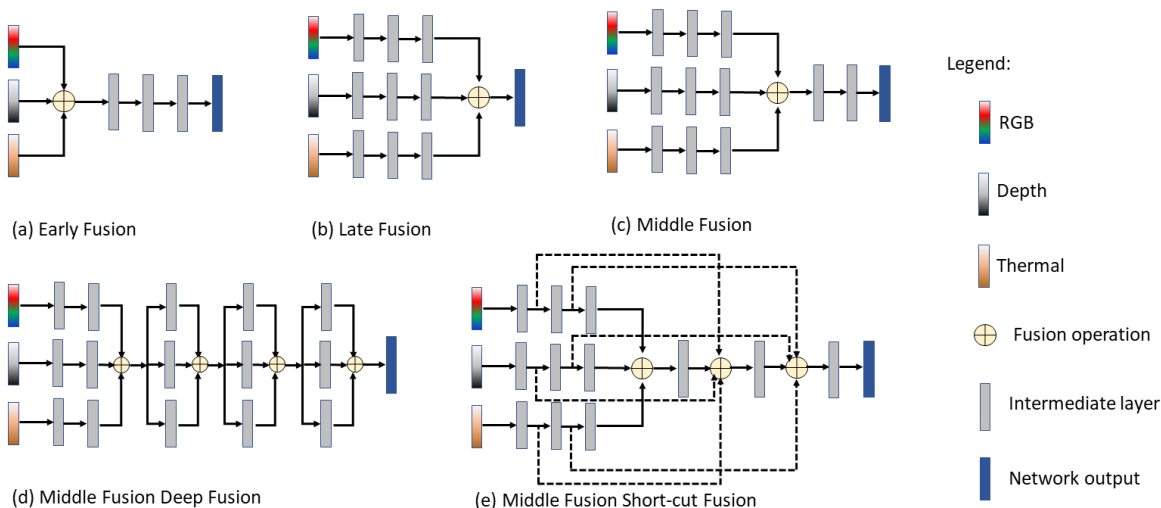 (a) Early Fusion
(b) Late Fusion
(c) Middle Fusion
(d) Middle Fusion Deep Fusion
(e) Middle Fusion Short-cut Fusion
Legend:
RGB
Depth
Thermal
Fusion operation
Intermediate layer
Network output